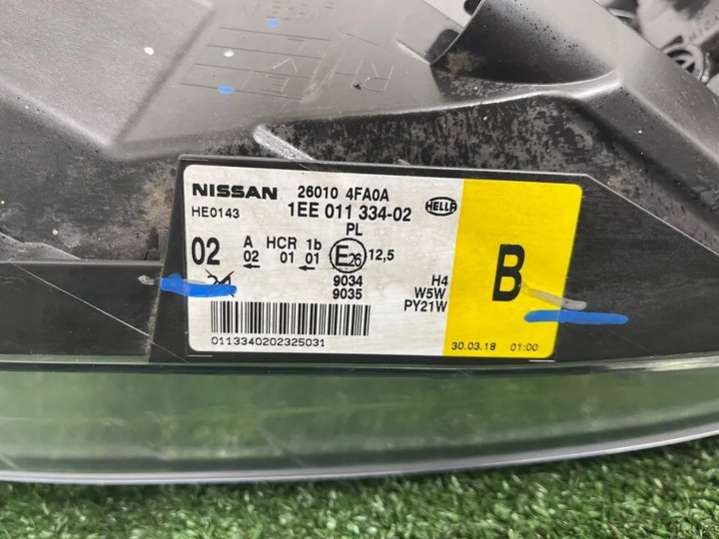 NISSAN 26010 4FA0A
HE0143 1EE 011 334-02 HELLA
PL
02 A HCR 1b E26 12,5
02 ← 01 01 ←
9034 H4
9035 W5W
PY21W
B
0113340202325031
30.03.18 01:00